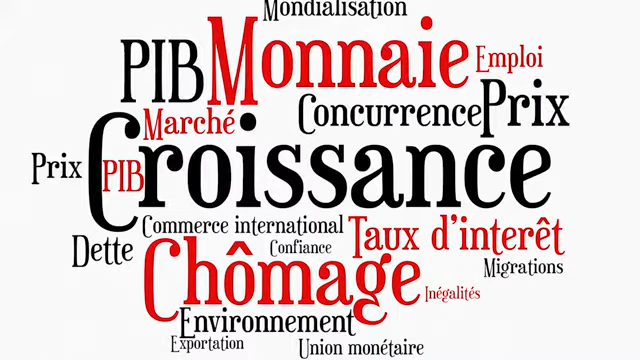 Mondialisation
PIB
Monnaie
Emploi
Marché
Concurrence
Prix
Prix
PIB
Croissance
Commerce international
Taux d'interêt
Dette
Confiance
Migrations
Chômage
Inégalités
Environnement
Exportation
Union monétaire